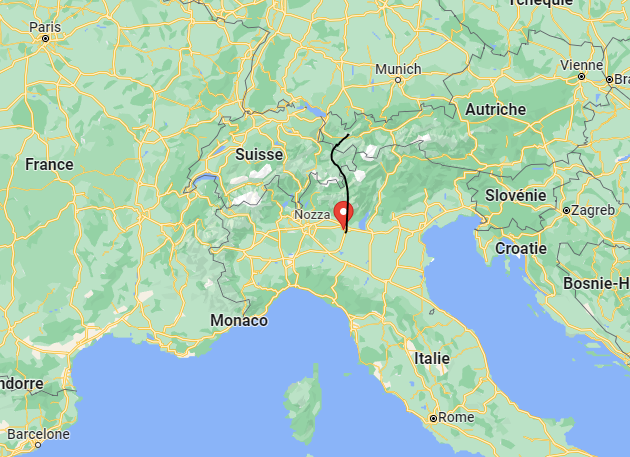 Tchéquie
Paris
Munich
Vienne
Bra
Autriche
France
Suisse
Slovénie
Nozza
Zagreb
Croatie
Bosnie-H
Monaco
Italie
ndorre
Rome
Barcelone